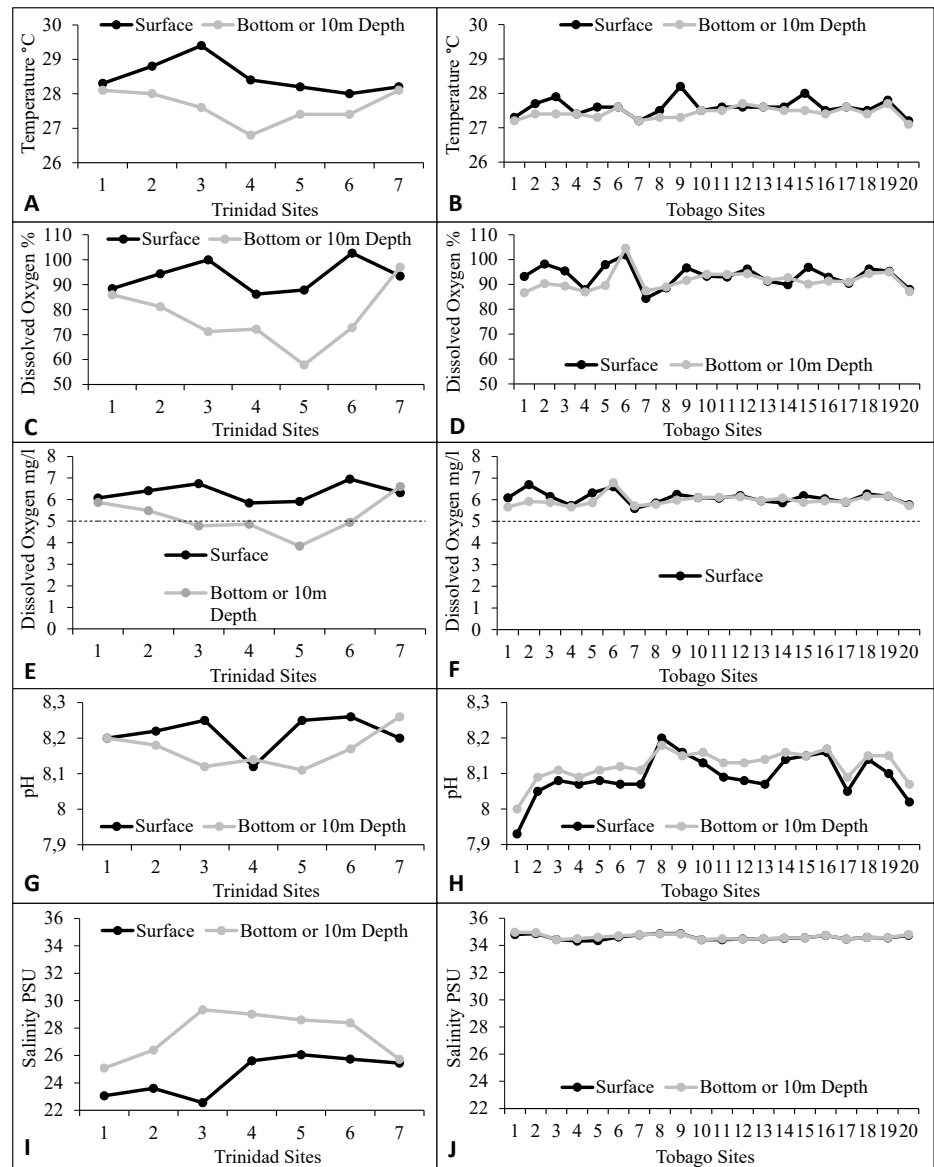 Surface Bottom or 10m Depth
Temperature °C
30
29
28
27
26
1 2 3 4 5 6 7
A
Trinidad Sites
Surface Bottom or 10m Depth
Temperature °C
30
29
28
27
26
1 2 3 4 5 6 7 8 9 10 11 12 13 14 15 16 17 18 19 20
B
Tobago Sites
Surface Bottom or 10m Depth
Dissolved Oxygen %
110
100
90
80
70
60
50
1 2 3 4 5 6 7
C
Trinidad Sites
Dissolved Oxygen %
110
100
90
80
70
60
50
Surface Bottom or 10m Depth
1 2 3 4 5 6 7 8 9 10 11 12 13 14 15 16 17 18 19 20
D
Tobago Sites
Dissolved Oxygen mg/l
8
7
6
5
4
3
2
1
0
Surface
Bottom or 10m
Depth
1 2 3 4 5 6 7
E
Trinidad Sites
Dissolved Oxygen mg/l
8
7
6
5
4
3
2
1
0
Surface
1 2 3 4 5 6 7 8 9 10 11 12 13 14 15 16 17 18 19 20
F
Tobago Sites
pH
8,3
8,2
8,1
8
7,9
Surface Bottom or 10m Depth
1 2 3 4 5 6 7
G
Trinidad Sites
pH
8,3
8,2
8,1
8
7,9
Surface Bottom or 10m Depth
1 2 3 4 5 6 7 8 9 10 11 12 13 14 15 16 17 18 19 20
H
Tobago Sites
Surface Bottom or 10m Depth
Salinity PSU
36
34
32
30
28
26
24
22
1 2 3 4 5 6 7
I
Trinidad Sites
Salinity PSU
36
34
32
30
28
26
24
22
Surface Bottom or 10m Depth
1 2 3 4 5 6 7 8 9 10 11 12 13 14 15 16 17 18 19 20
J
Tobago Sites